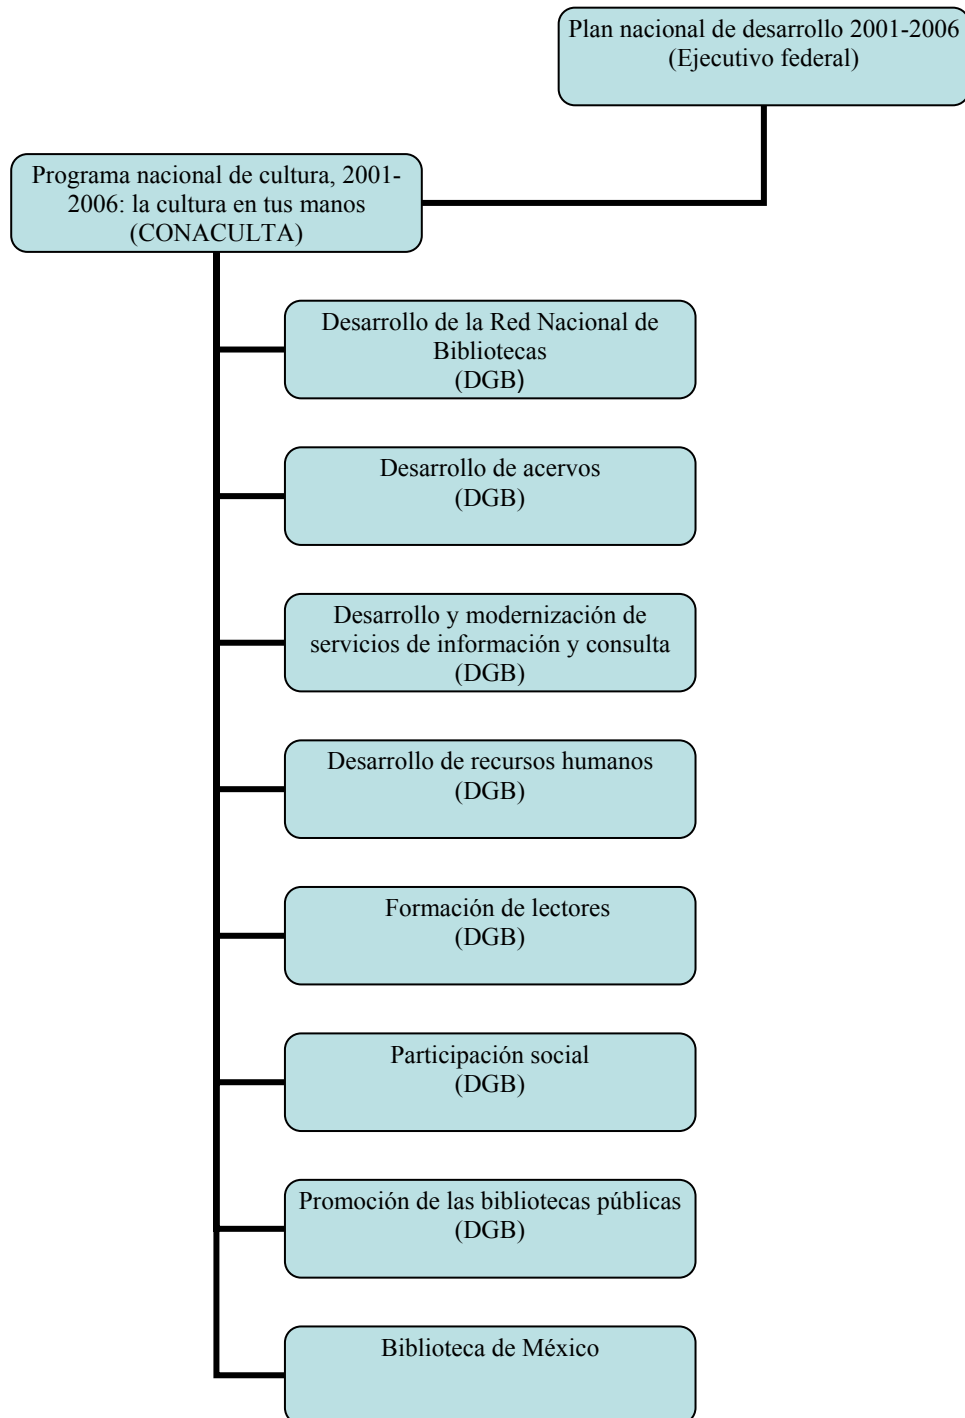 Plan nacional de desarrollo 2001-2006
(Ejecutivo federal)
Programa nacional de cultura, 2001-
2006: la cultura en tus manos
(CONACULTA)
Desarrollo de la Red Nacional de
Bibliotecas
(DGB)
Desarrollo de acervos
(DGB)
Desarrollo y modernización de
servicios de información y consulta
(DGB)
Desarrollo de recursos humanos
(DGB)
Formación de lectores
(DGB)
Participación social
(DGB)
Promoción de las bibliotecas públicas
(DGB)
Biblioteca de México